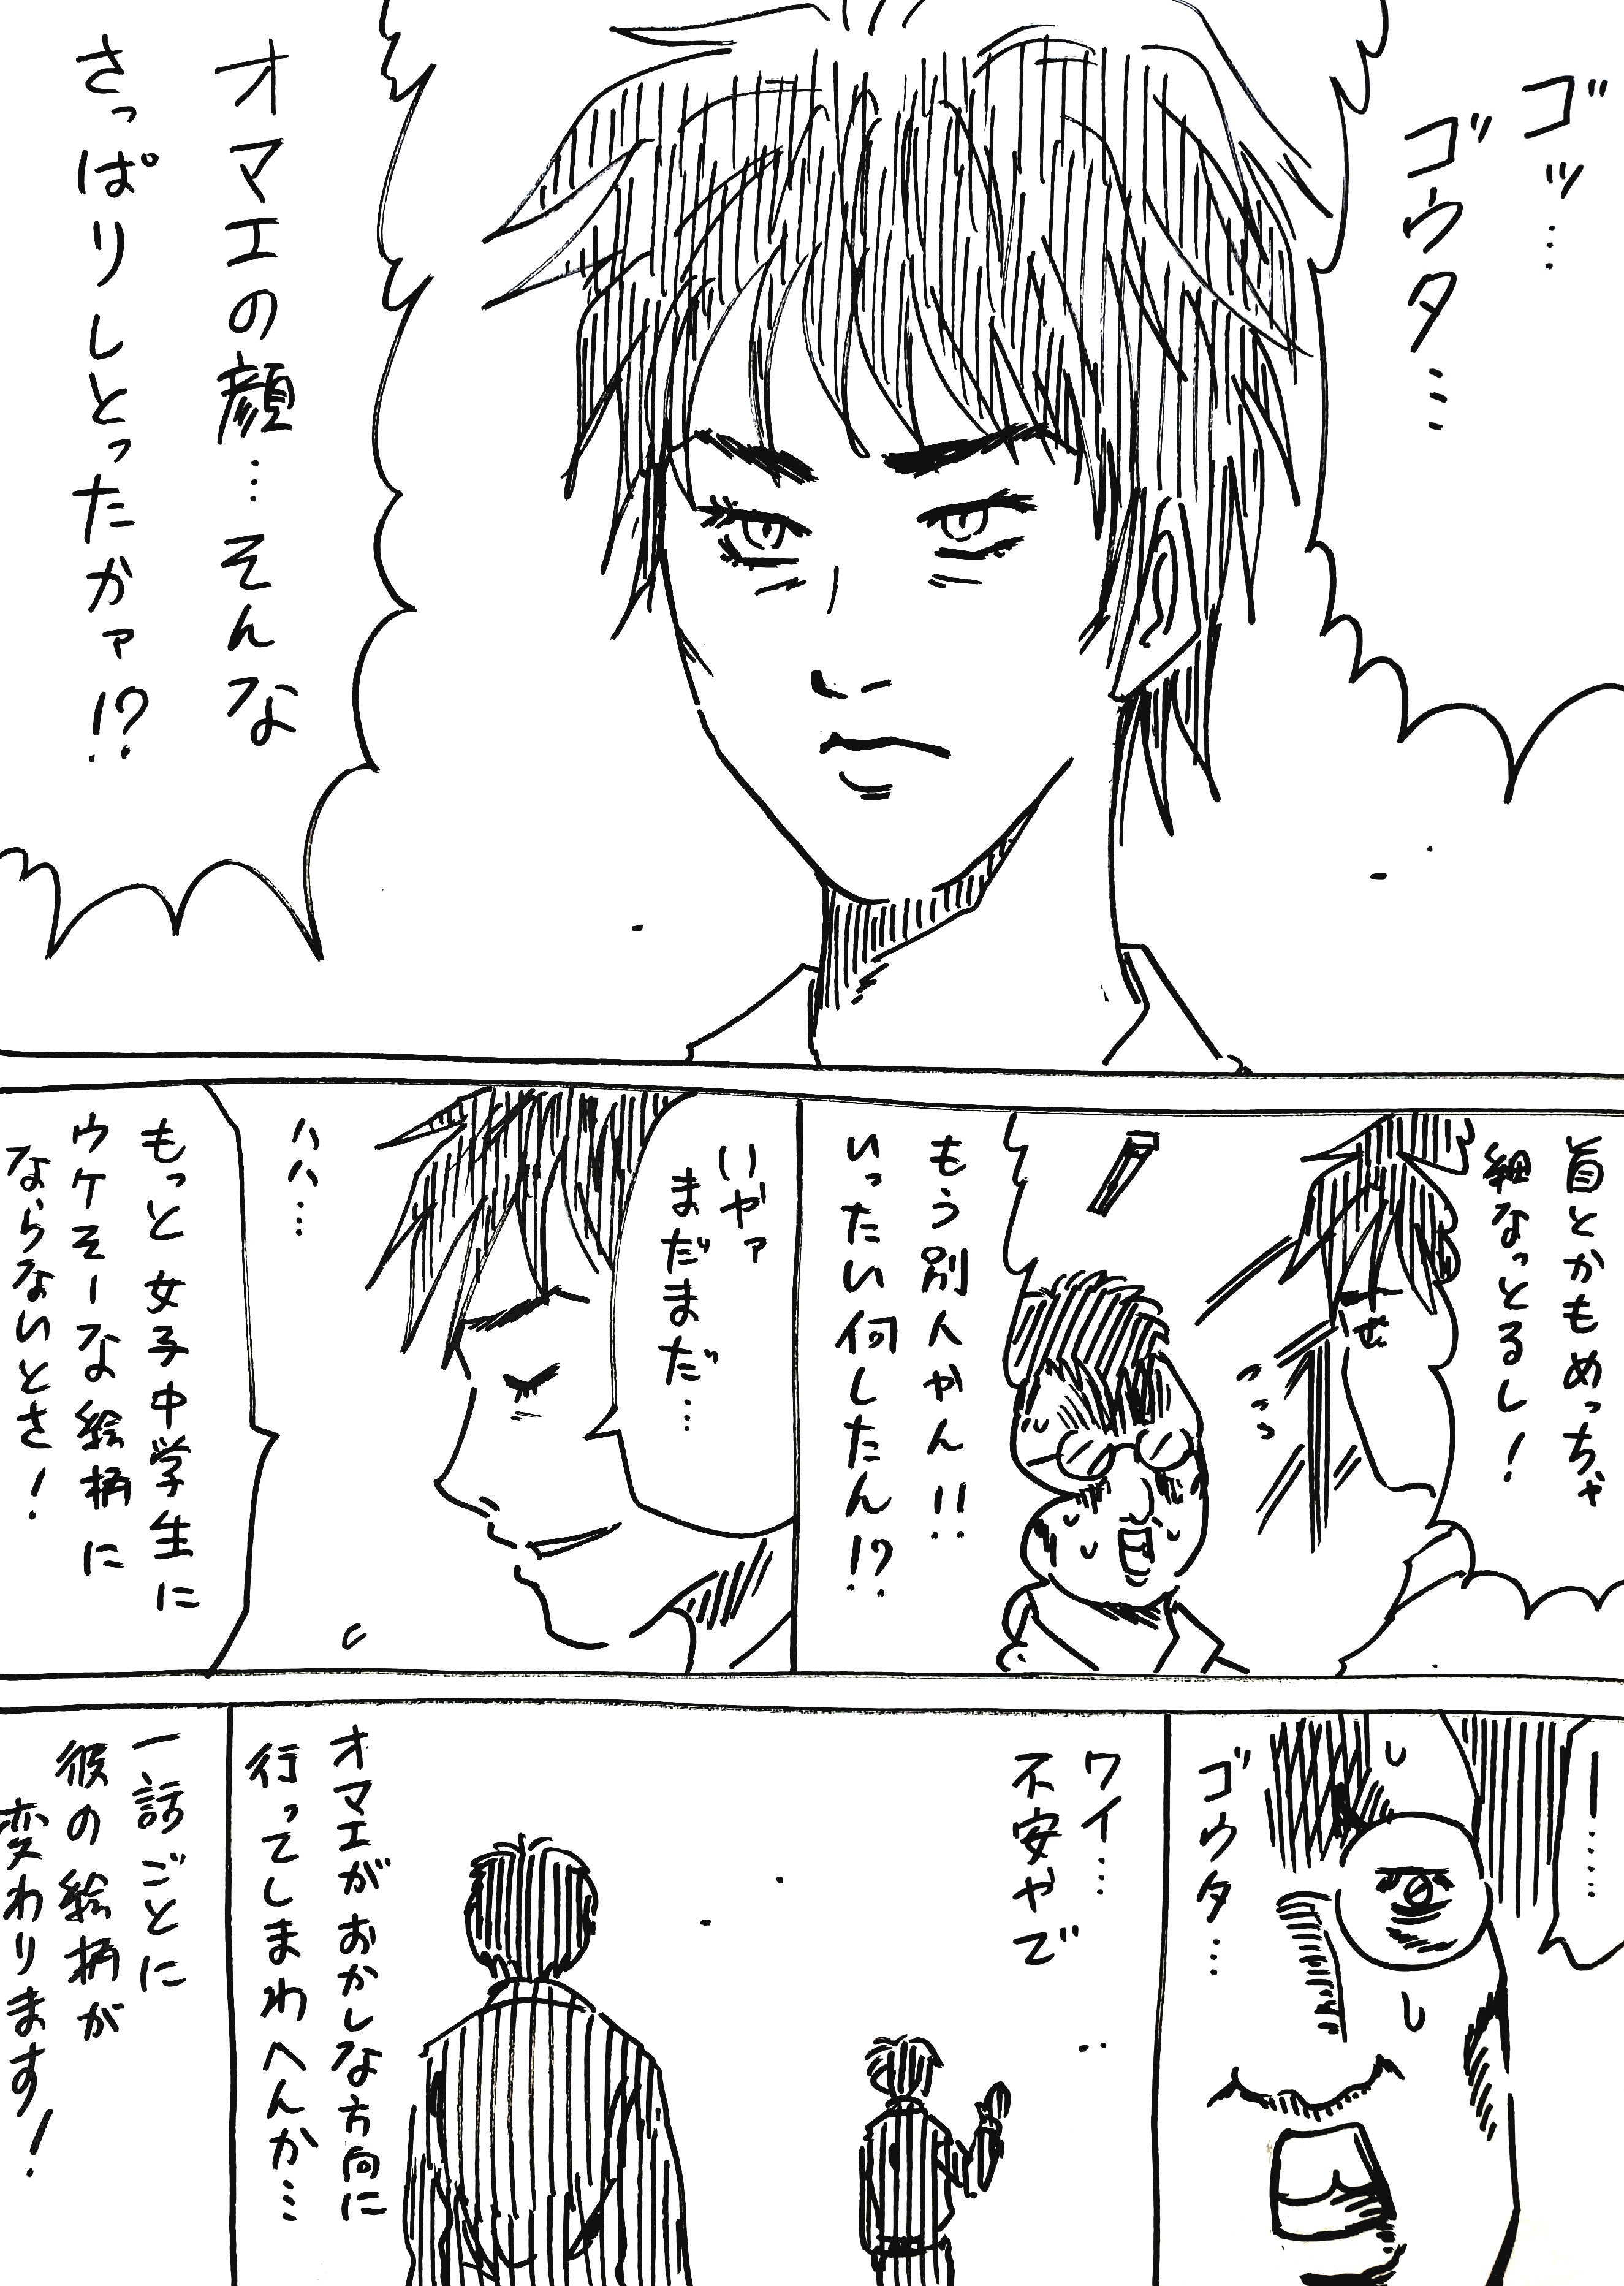 ゴッ…
ゴウタ…
オマエの顔…そんな
さっぱりしとったかァ!?
首とかもめっちゃ
細なっとるし!
もう別人やん!!
いったい何したん!?
いやァ
まだまだ…
ハハ…
もっと女子中学生に
ウケそーな絵柄に
ならないとさ!
ー……
ゴウタ…
ワイ…
不安やで
オマエがおかしな方向に
行ってしまわへんか…
一話ごとに
彼の絵柄が
変わります!